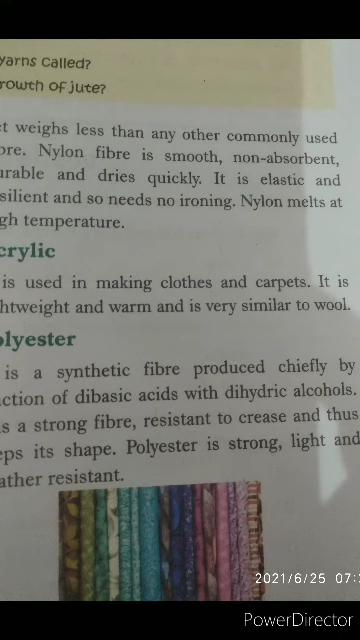 yarns called?
rowth of jute?
ct weighs less than any other commonly used
bre. Nylon fibre is smooth, non-absorbent,
urable and dries quickly. It is elastic and
silient and so needs no ironing. Nylon melts at
gh temperature.
crylic
is used in making clothes and carpets. It is
htweight and warm and is very similar to wool.
olyester
is a synthetic fibre produced chiefly by
ction of dibasic acids with dihydric alcohols.
s a strong fibre, resistant to crease and thus
eps its shape. Polyester is strong, light and
ather resistant.
2021/6/25 07:
PowerDirector